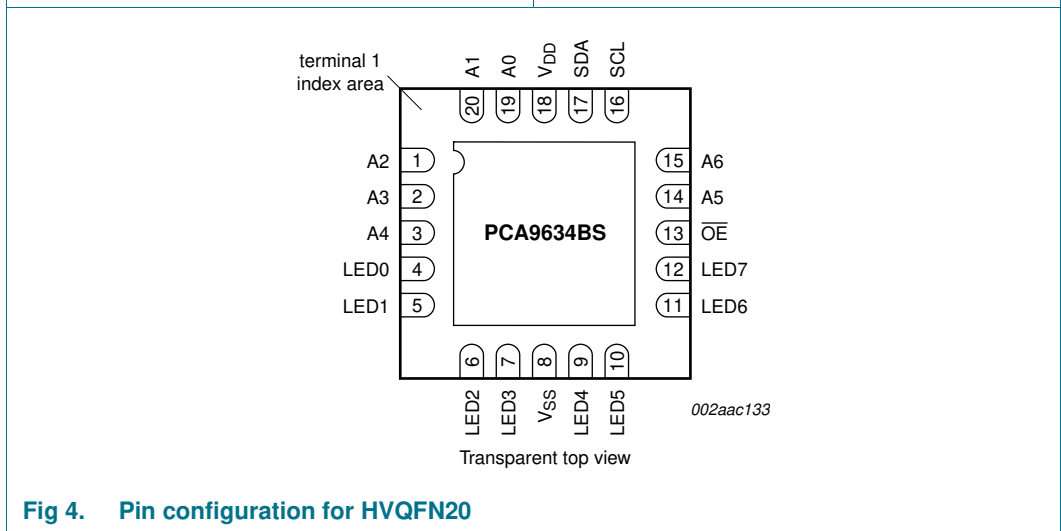 terminal 1
index area
A1
A0
VDD
SDA
SCL
20
19
18
17
16
A2 1
15 A6
A3 2
14 A5
A4 3
PCA9634BS
13 OE
LED0 4
12 LED7
LED1 5
11 LED6
6
7
8
9
10
LED2
LED3
VSS
LED4
LED5
002aac133
Transparent top view
Fig 4. Pin configuration for HVQFN20